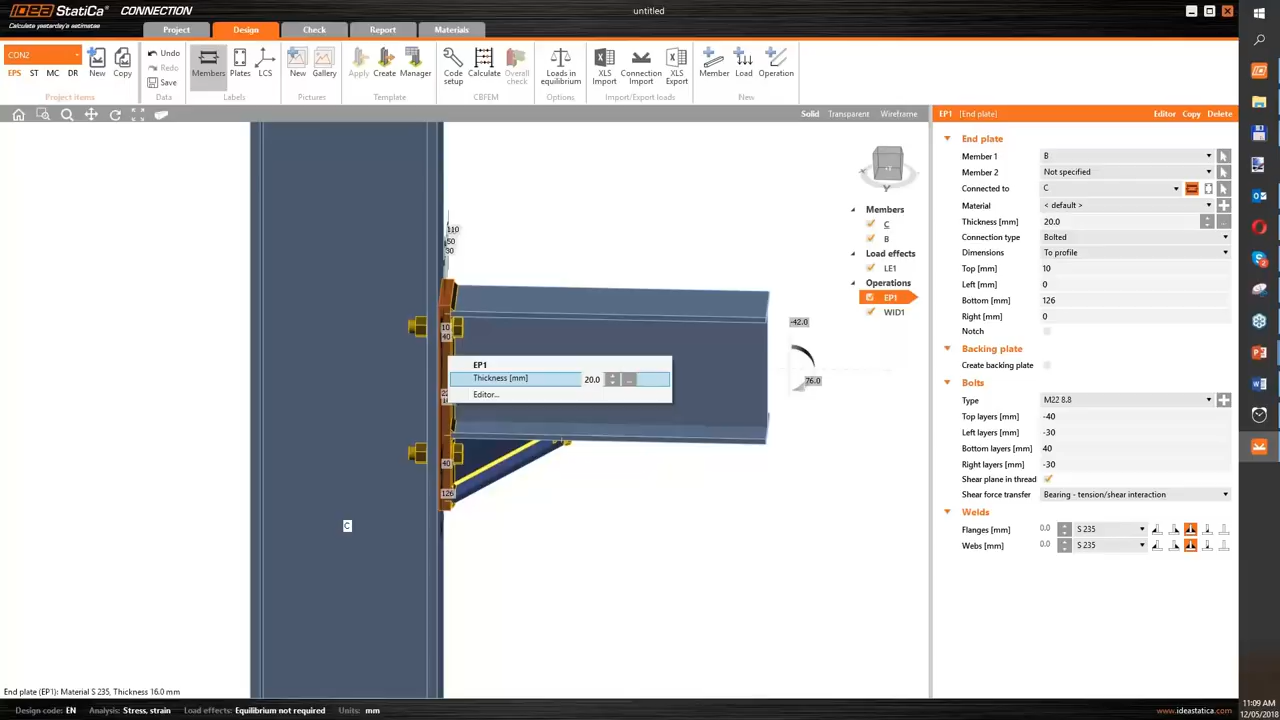 IDEA StatiCa® CONNECTION
Calculate yesterday's estimates
untitled
Project
Design
Check
Report
Materials
CON2
EPS ST MC DR
New
Copy
Undo
Redo
Save
Members
Plates
LCS
New
Gallery
Apply
Create
Manager
Code setup
Calculate
Overall check
Loads in equilibrium
XLS Import
Connection Import
XLS Export
Member
Load
Operation
Project Items
Data
Labels
Pictures
Template
CBFEM
Options
Import/Export loads
New
Solid Transparent Wireframe
EP1 [End plate]
Editor Copy Delete
Y
Members
C
B
Load effects
LE1
Operations
EP1
WID1
End plate
Member 1 B
Member 2 Not specified
Connected to C
Material < default >
Thickness [mm] 20.0
Connection type Bolted
Dimensions To profile
Top [mm] 10
Left [mm] 0
Bottom [mm] 126
Right [mm] 0
Notch
Backing plate
Create backing plate
Bolts
Type M22 8.8
Top layers [mm] -40
Left layers [mm] -30
Bottom layers [mm] 40
Right layers [mm] -30
Shear plane in thread
Shear force transfer Bearing - tension/shear interaction
Welds
Flanges [mm] 0.0 S 235
Webs [mm] 0.0 S 235
110
50
30
10
40
EP1
Thickness [mm] 20.0
Editor...
40
126
-42.0
76.0
C
End plate (EP1): Material S 235, Thickness 16.0 mm
Design code: EN Analysis: Stress, strain Load effects: Equilibrium not required Units: mm
www.ideastatica.com
11:09 AM
12/05/2018